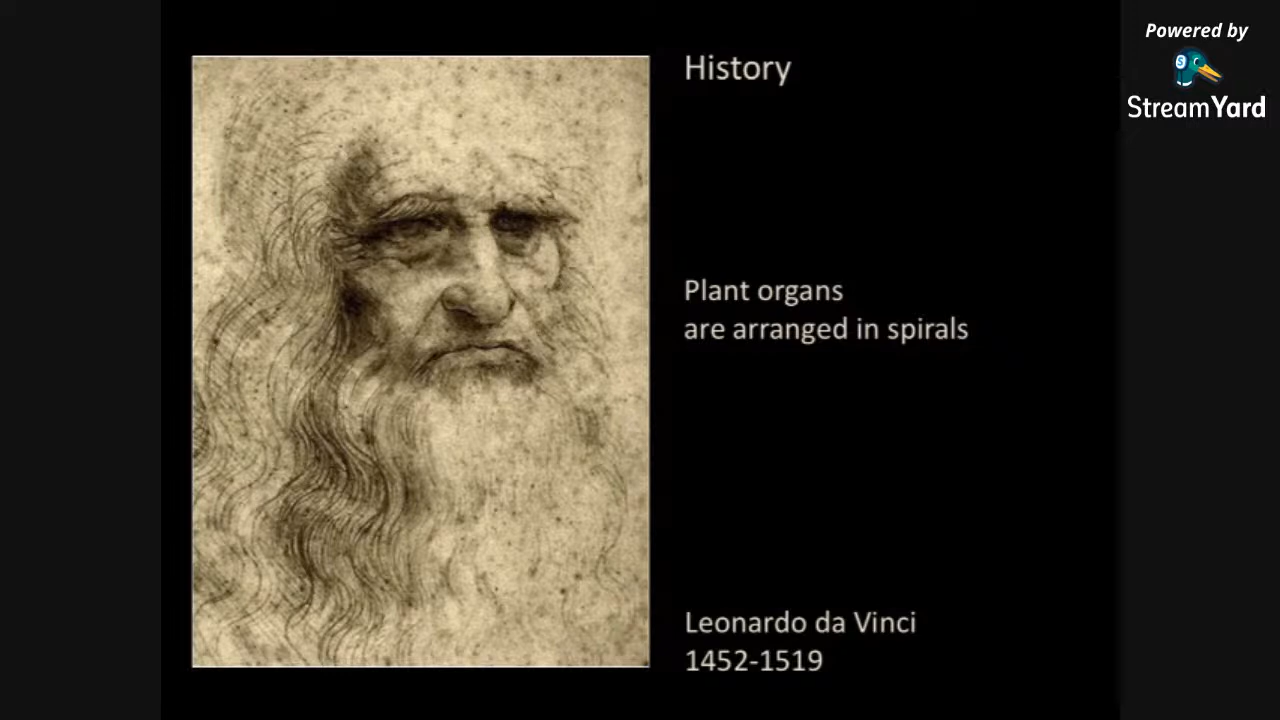 Powered by
StreamYard
History
Plant organs
are arranged in spirals
Leonardo da Vinci
1452-1519